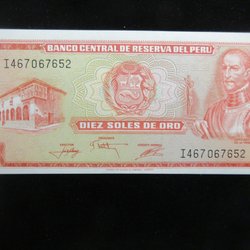 BANCO CENTRAL DE RESERVA DEL PERU
I467067652
DIEZ SOLES DE ORO
I467067652